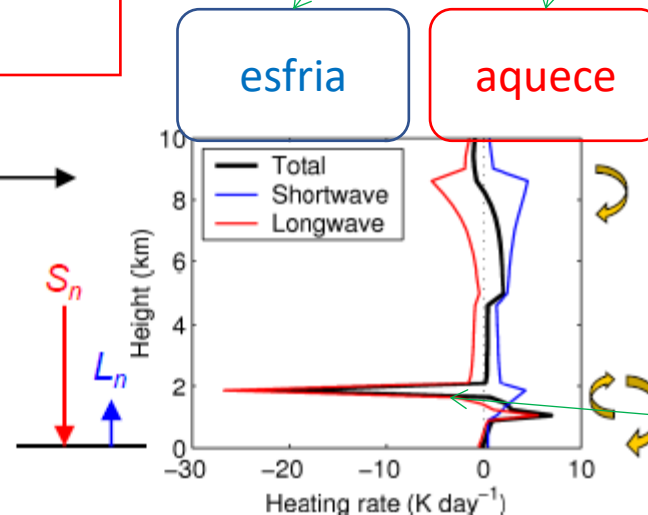 esfria
aquece
Total
Shortwave
Longwave
Height (km)
10
8
6
4
2
0
−30
−20
−10
0
10
Heating rate (K day⁻¹)
Sn
Ln